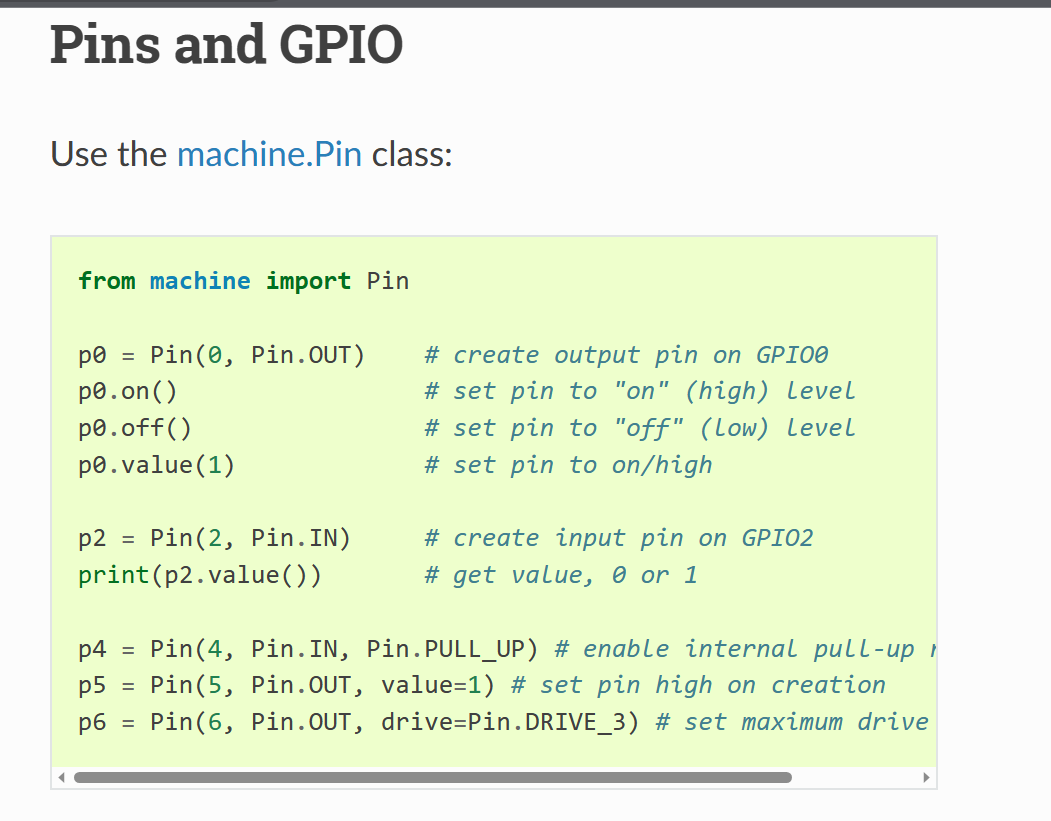 Pins and GPIO
Use the machine.Pin class:
from machine import Pin
p0 = Pin(0, Pin.OUT)    # create output pin on GPIO0
p0.on()                 # set pin to "on" (high) level
p0.off()                # set pin to "off" (low) level
p0.value(1)             # set pin to on/high
p2 = Pin(2, Pin.IN)     # create input pin on GPIO2
print(p2.value())       # get value, 0 or 1
p4 = Pin(4, Pin.IN, Pin.PULL_UP) # enable internal pull-up
p5 = Pin(5, Pin.OUT, value=1) # set pin high on creation
p6 = Pin(6, Pin.OUT, drive=Pin.DRIVE_3) # set maximum drive